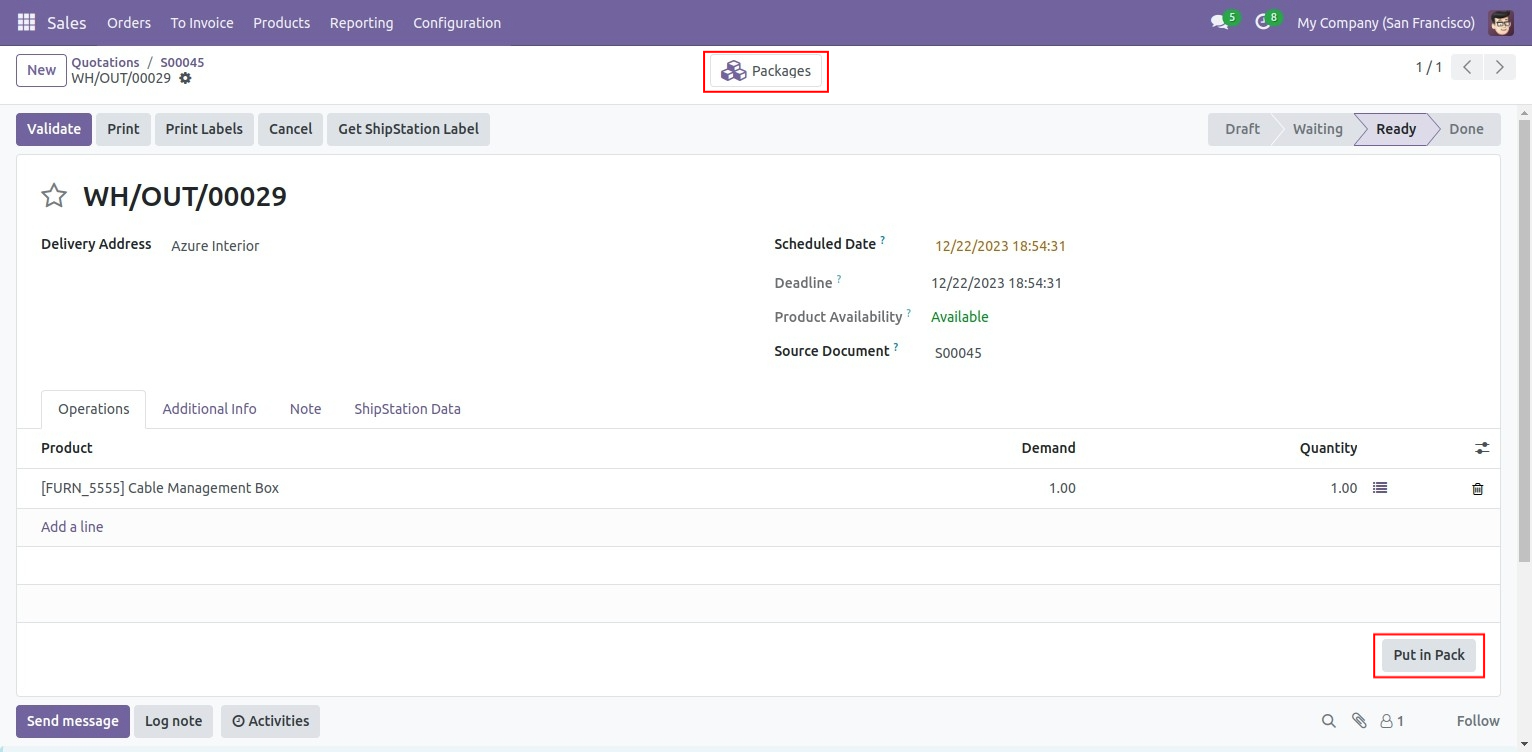 Sales Orders To Invoice Products Reporting Configuration 5 8 My Company (San Francisco)
New Quotations / S00045 Packages 1 / 1
WH/OUT/00029
Validate Print Print Labels Cancel Get ShipStation Label Draft Waiting Ready Done
WH/OUT/00029
Delivery Address Azure Interior Scheduled Date ? 12/22/2023 18:54:31
Deadline ? 12/22/2023 18:54:31
Product Availability ? Available
Source Document ? S00045
Operations Additional Info Note ShipStation Data
Product Demand Quantity
[FURN_5555] Cable Management Box 1.00 1.00
Add a line
Put in Pack
Send message Log note Activities 1 Follow